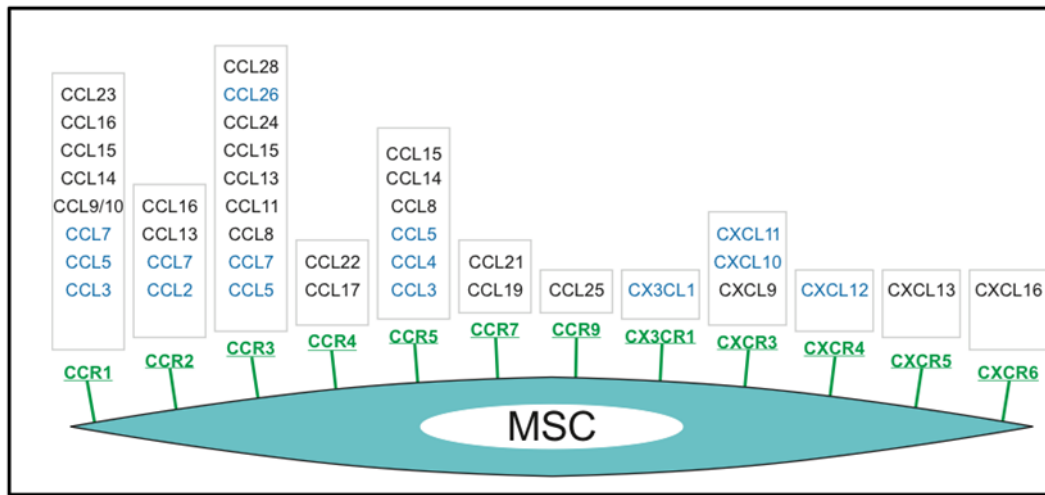 CCL23
CCL16
CCL15
CCL14
CCL9/10
CCL7
CCL5
CCL3
CCR1
CCL16
CCL13
CCL7
CCL2
CCR2
CCL28
CCL26
CCL24
CCL15
CCL13
CCL11
CCL8
CCL7
CCL5
CCR3
CCL22
CCL17
CCR4
CCL15
CCL14
CCL8
CCL5
CCL4
CCL3
CCR5
CCL21
CCL19
CCR7
CCL25
CCR9
CX3CL1
CX3CR1
CXCL11
CXCL10
CXCL9
CXCR3
CXCL12
CXCR4
CXCL13
CXCR5
CXCL16
CXCR6
MSC